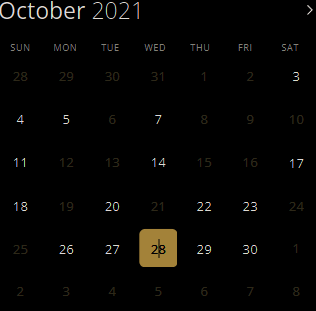 October 2021
SUN MON TUE WED THU FRI SAT
28 29 30 31 1 2 3
4 5 6 7 8 9 10
11 12 13 14 15 16 17
18 19 20 21 22 23 24
25 26 27 28 29 30 1
2 3 4 5 6 7 8